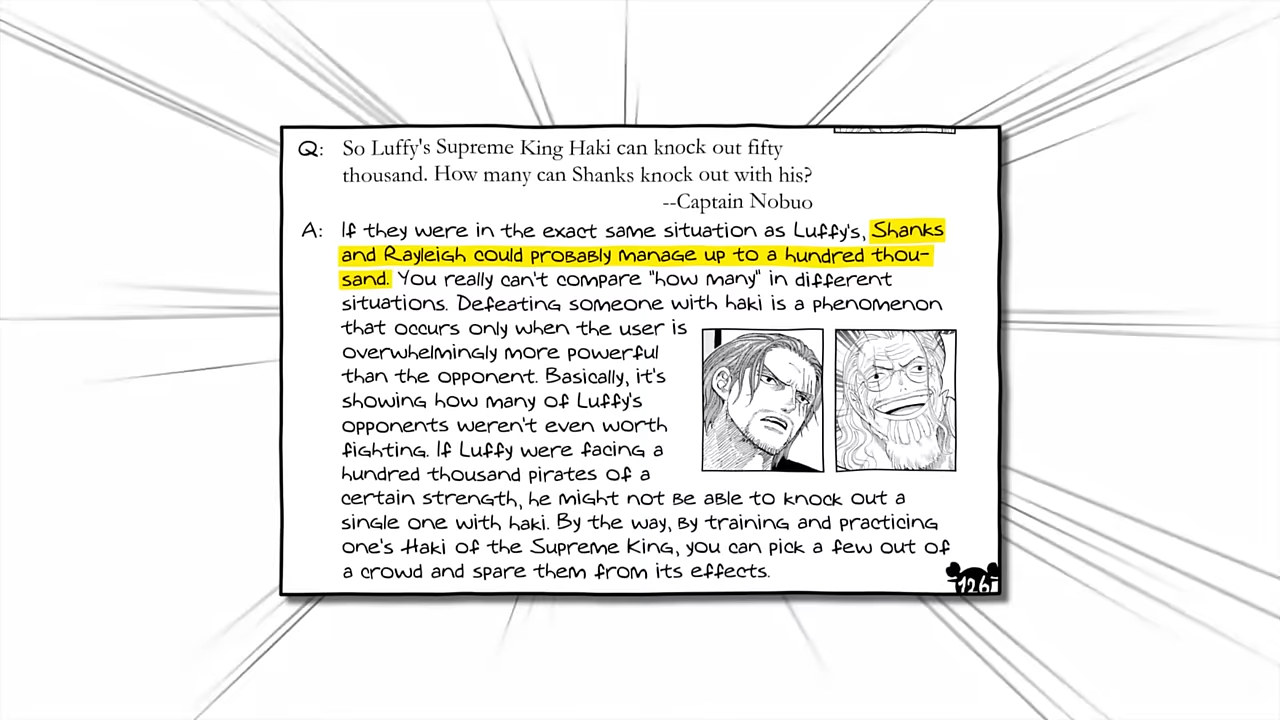 Q: So Luffy's Supreme King Haki can knock out fifty
thousand. How many can Shanks knock out with his?
--Captain Nobuo
A: If they were in the exact same situation as Luffy's, Shanks
and Rayleigh could probably manage up to a hundred thou-
sand. You really can't compare "how many" in different
situations. Defeating someone with haki is a phenomenon
that occurs only when the user is
overwhelmingly more powerful
than the opponent. Basically, it's
showing how many of Luffy's
opponents weren't even worth
fighting. If Luffy were facing a
hundred thousand pirates of a
certain strength, he might not be able to knock out a
single one with haki. By the way, by training and practicing
one's Haki of the Supreme King, you can pick a few out of
a crowd and spare them from its effects.
126